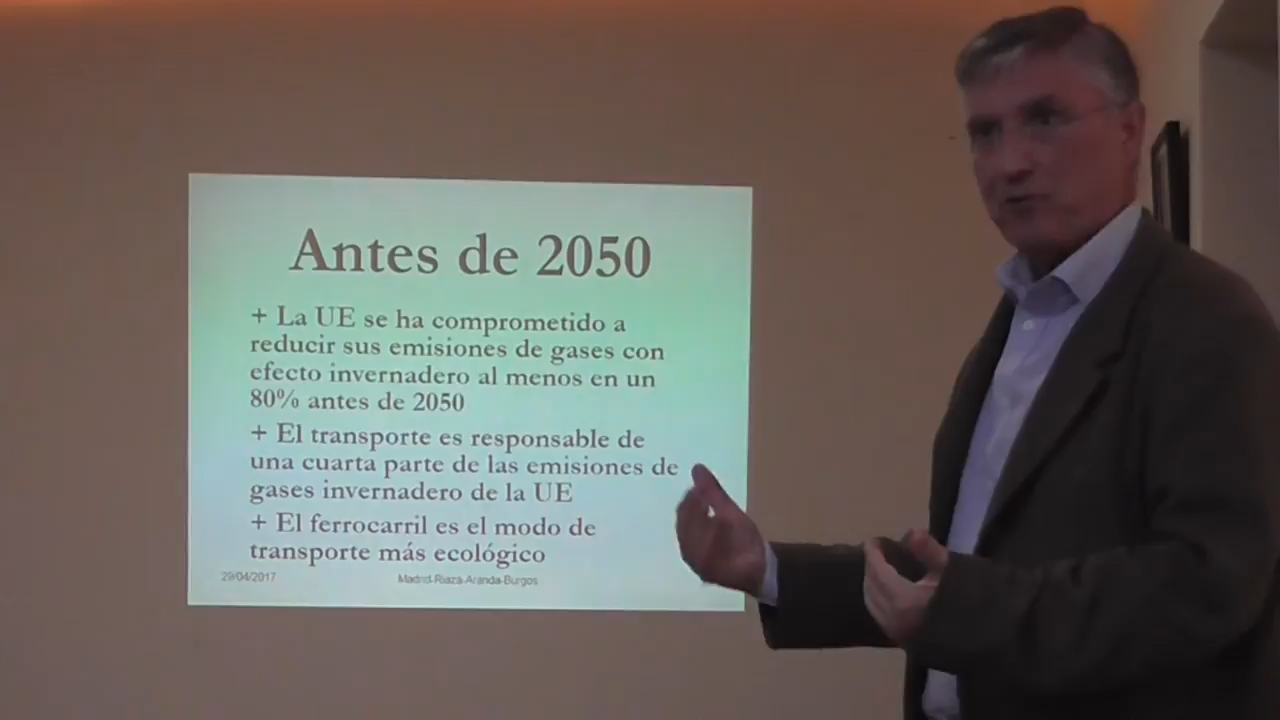 Antes de 2050
+ La UE se ha comprometido a
reducir sus emisiones de gases con
efecto invernadero al menos en un
80% antes de 2050
+ El transporte es responsable de
una cuarta parte de las emisiones de
gases invernadero de la UE
+ El ferrocarril es el modo de
transporte más ecológico
29/04/2017
Madrid-Riaza-Aranda-Burgos